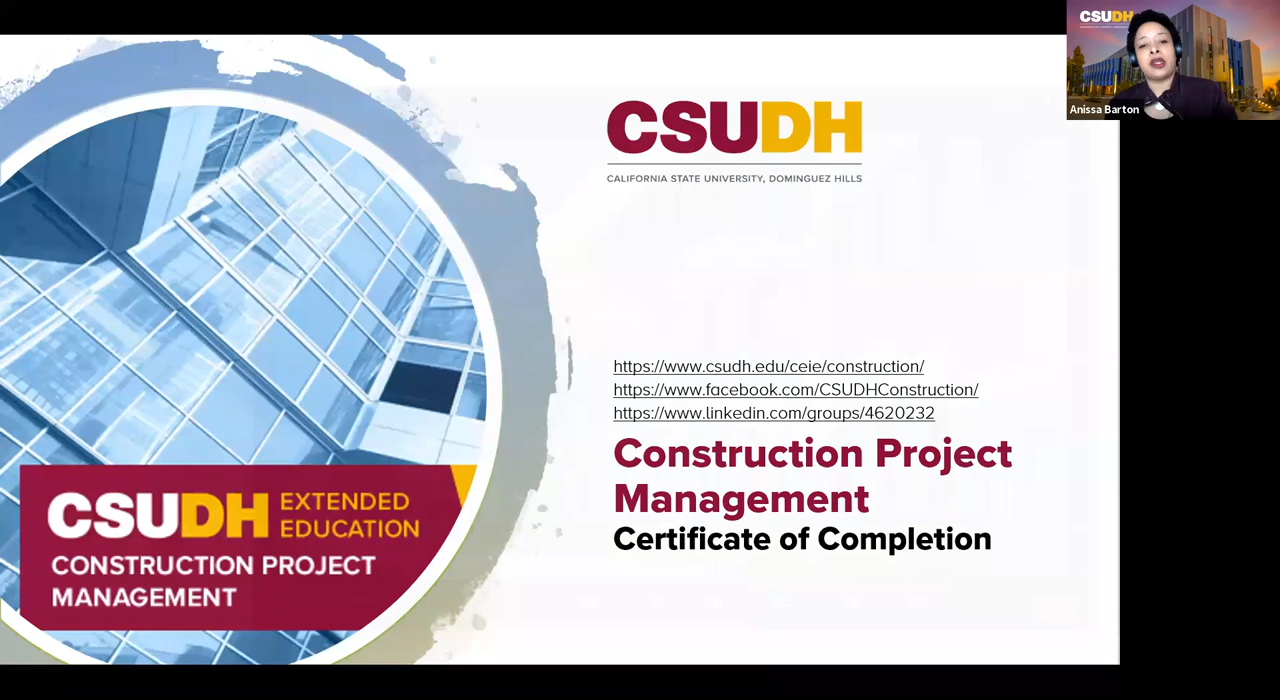 CSUDH
CALIFORNIA STATE UNIVERSITY, DOMINGUEZ HILLS
https://www.csudh.edu/ceie/construction/
https://www.facebook.com/CSUDHConstruction/
https://www.linkedin.com/groups/4620232
Construction Project
Management
Certificate of Completion
CSUDH EXTENDED
EDUCATION
CONSTRUCTION PROJECT
MANAGEMENT
CSUDH
Anissa Barton